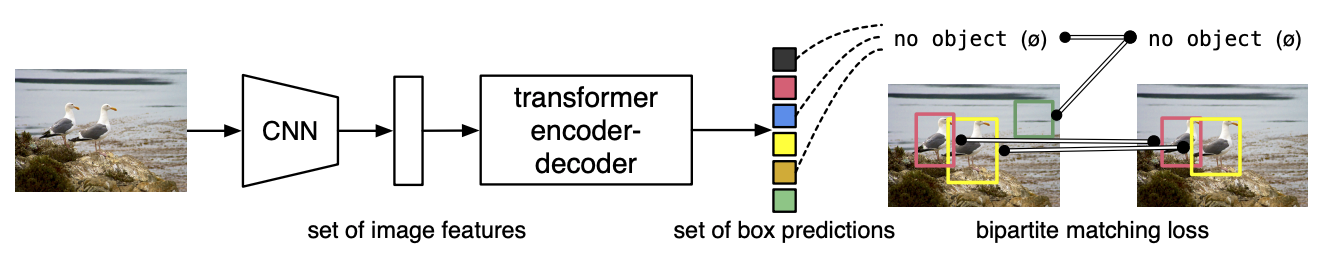 no object (ø)
no object (ø)
CNN
transformer
encoder-
decoder
set of image features
set of box predictions
bipartite matching loss